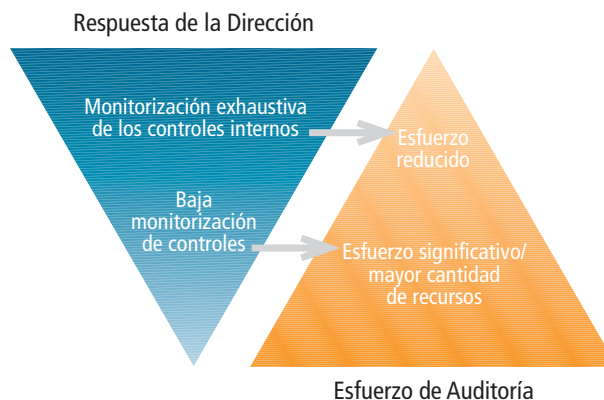 Respuesta de la Dirección
Monitorización exhaustiva
de los controles internos
Esfuerzo
reducido
Baja
monitorización
de controles
Esfuerzo significativo/
mayor cantidad
de recursos
Esfuerzo de Auditoría